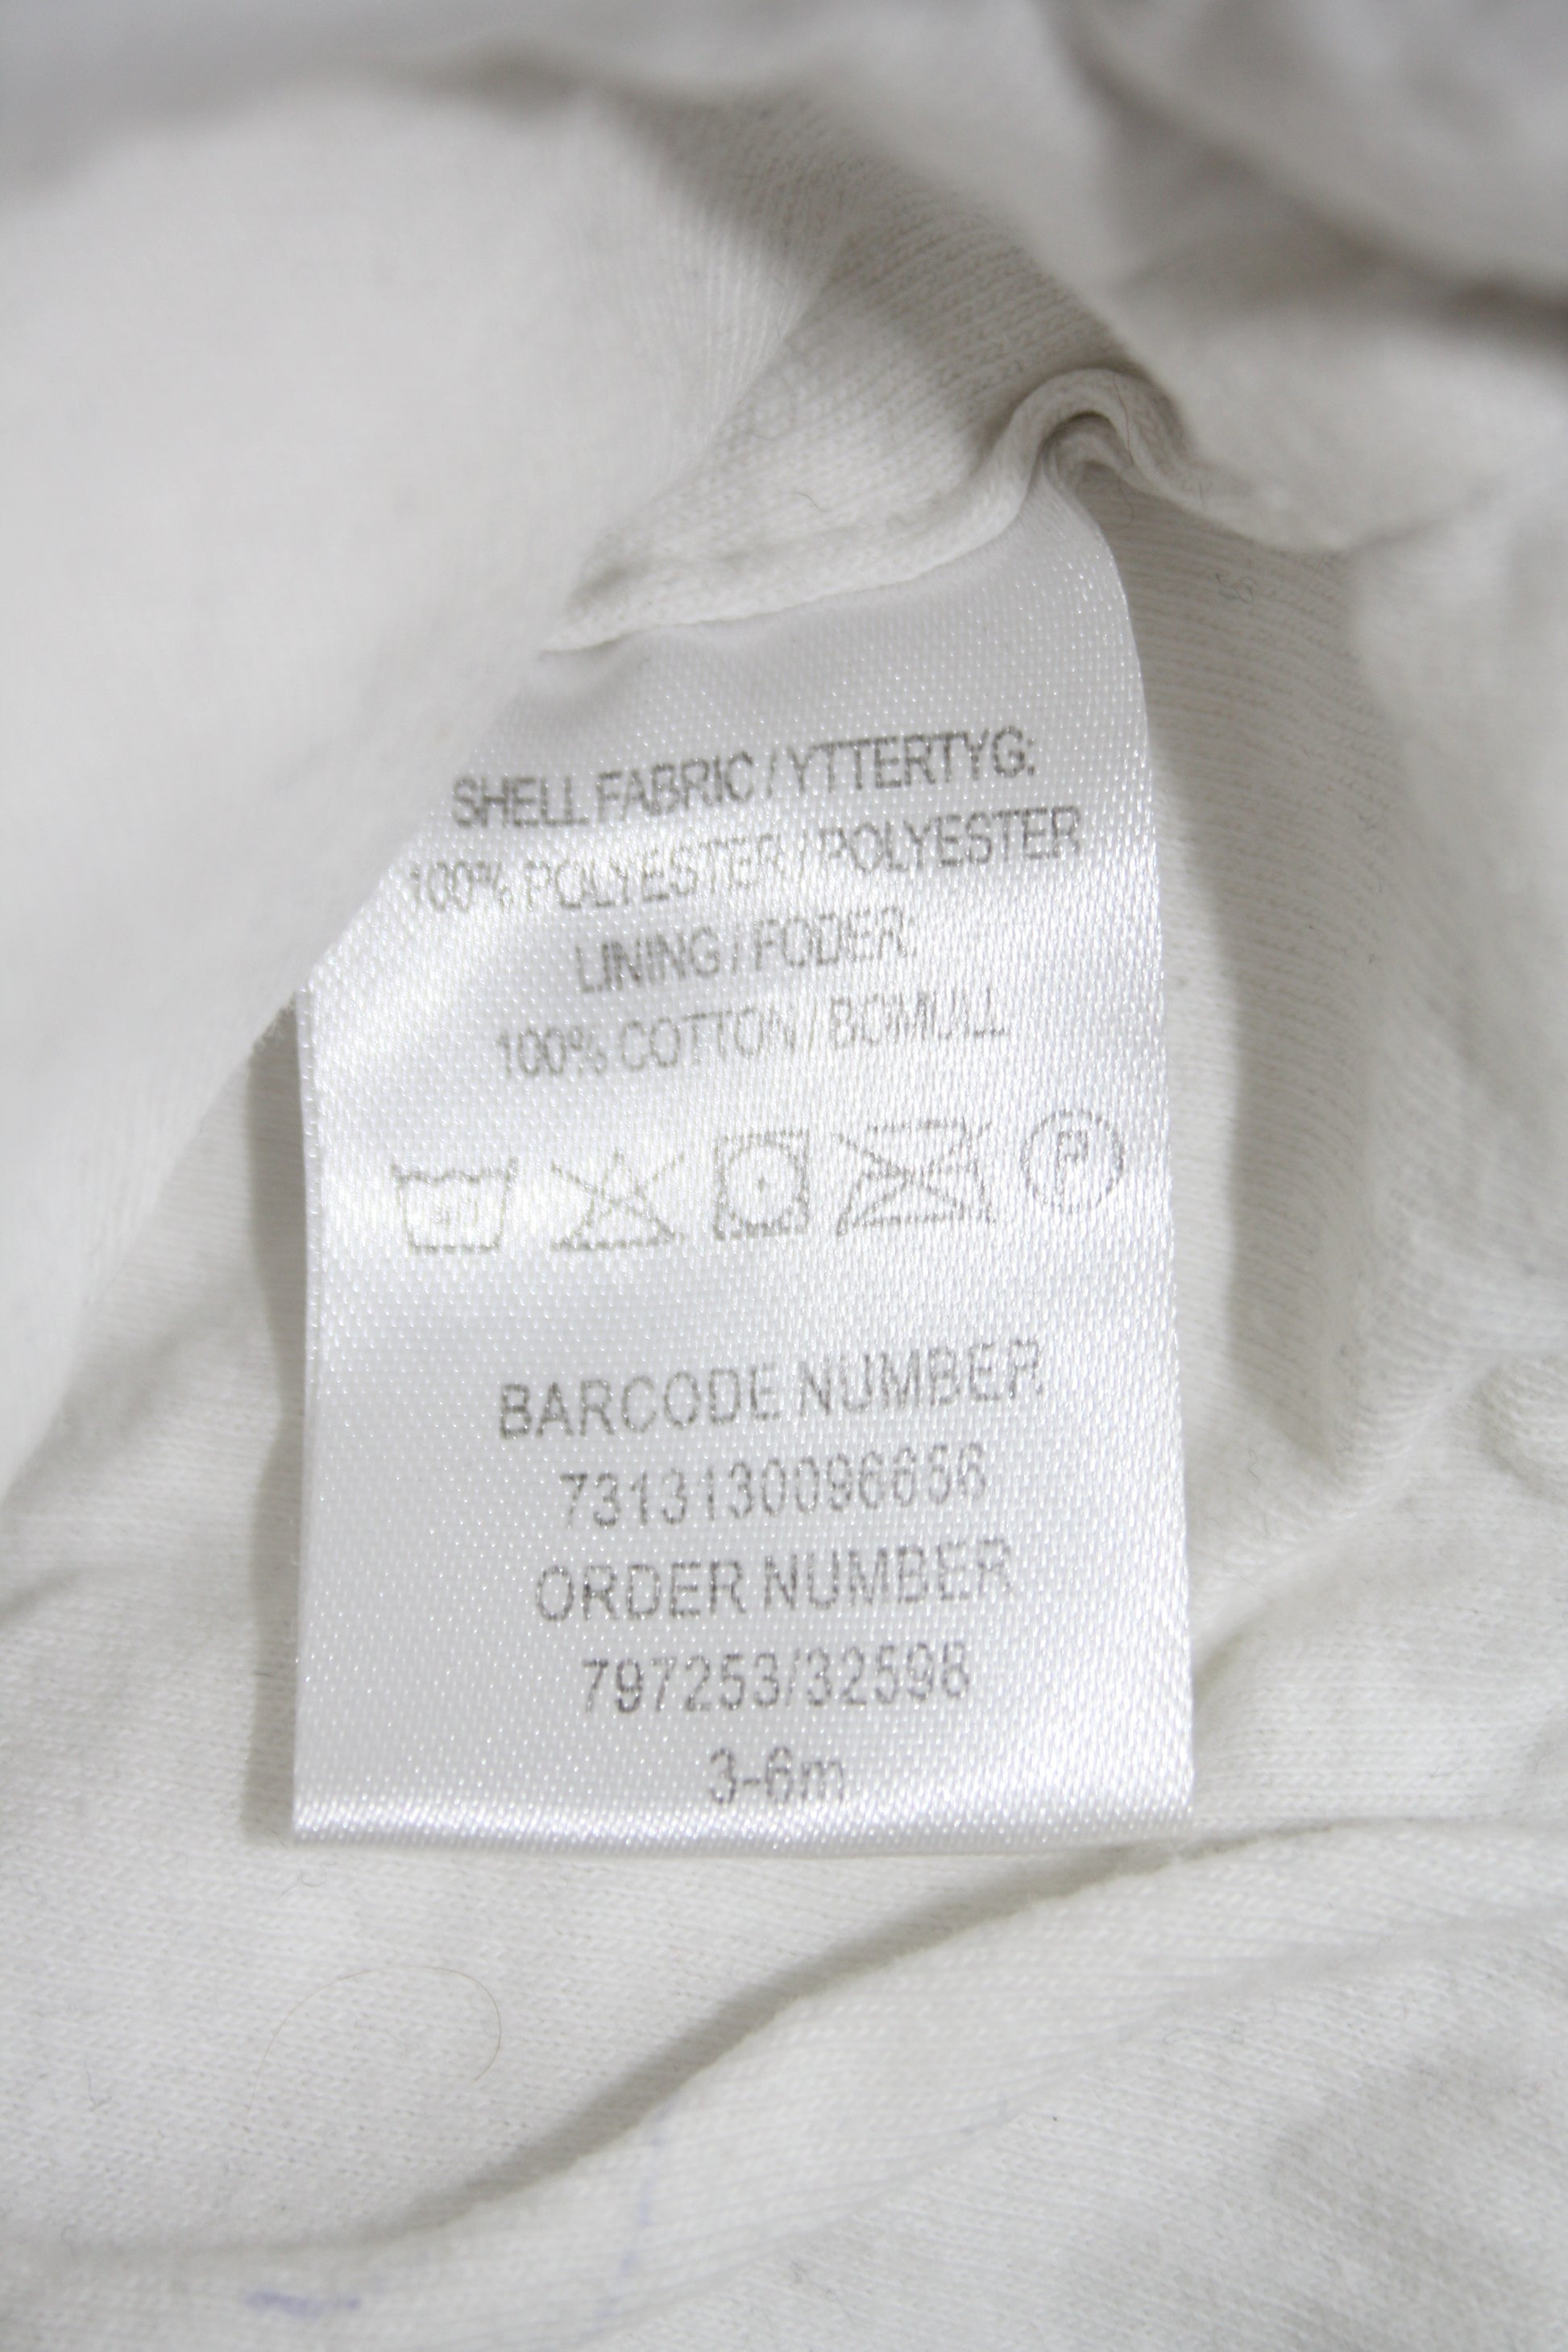 SHELL FABRIC / YTTERTYG:
100% POLYESTER / POLYESTER
LINING / FODER:
100% COTTON / BOMULL
40
P
BARCODE NUMBER
7313130096656
ORDER NUMBER
797253/32598
3-6m